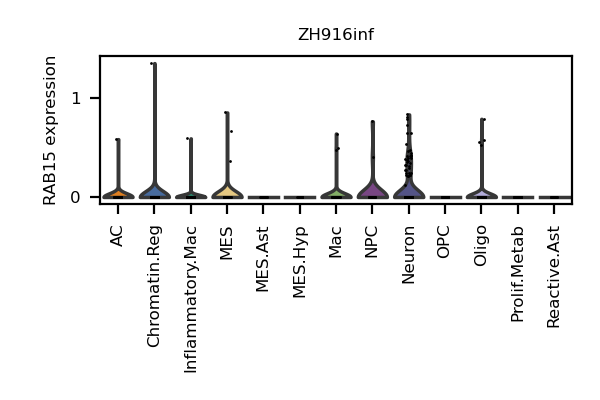 ZH916inf
RAB15 expression
1
0
AC
Chromatin.Reg
Inflammatory.Mac
MES
MES.Ast
MES.Hyp
Mac
NPC
Neuron
OPC
Oligo
Prolif.Metab
Reactive.Ast